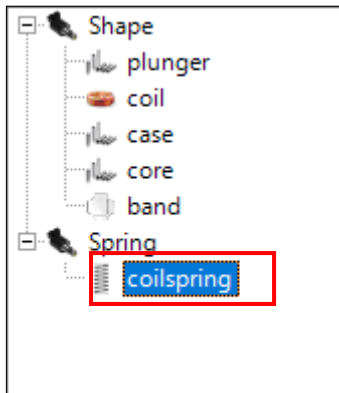 Shape
plunger
coil
case
core
band
Spring
coilspring